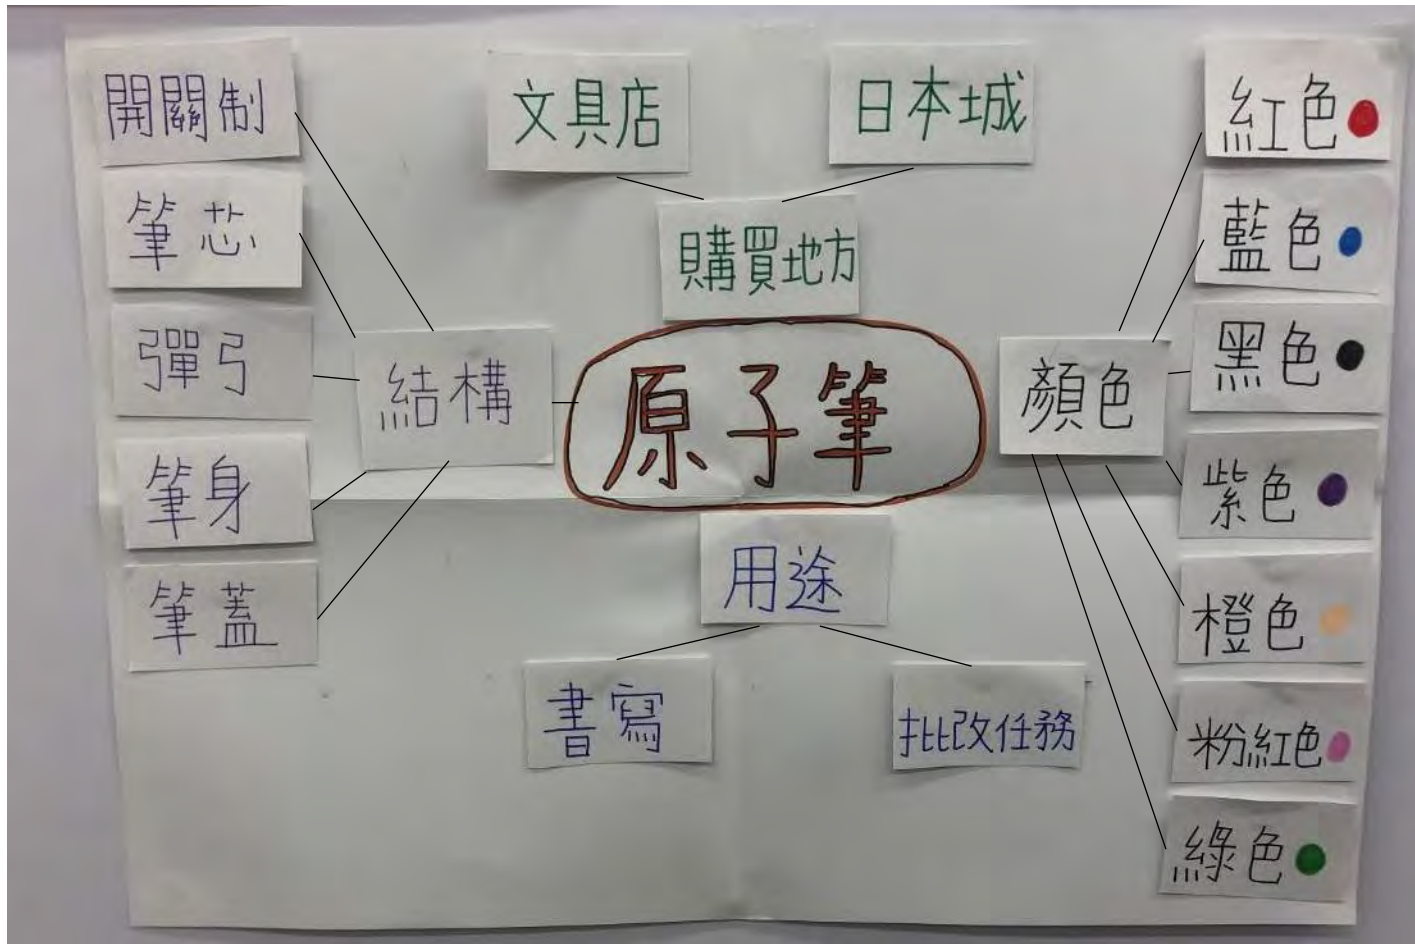 開關制
筆芯
彈弓
筆身
筆蓋
結構
文具店
日本城
購買地方
原子筆
用途
書寫
批改任務
顏色
紅色
藍色
黑色
紫色
橙色
粉紅色
綠色